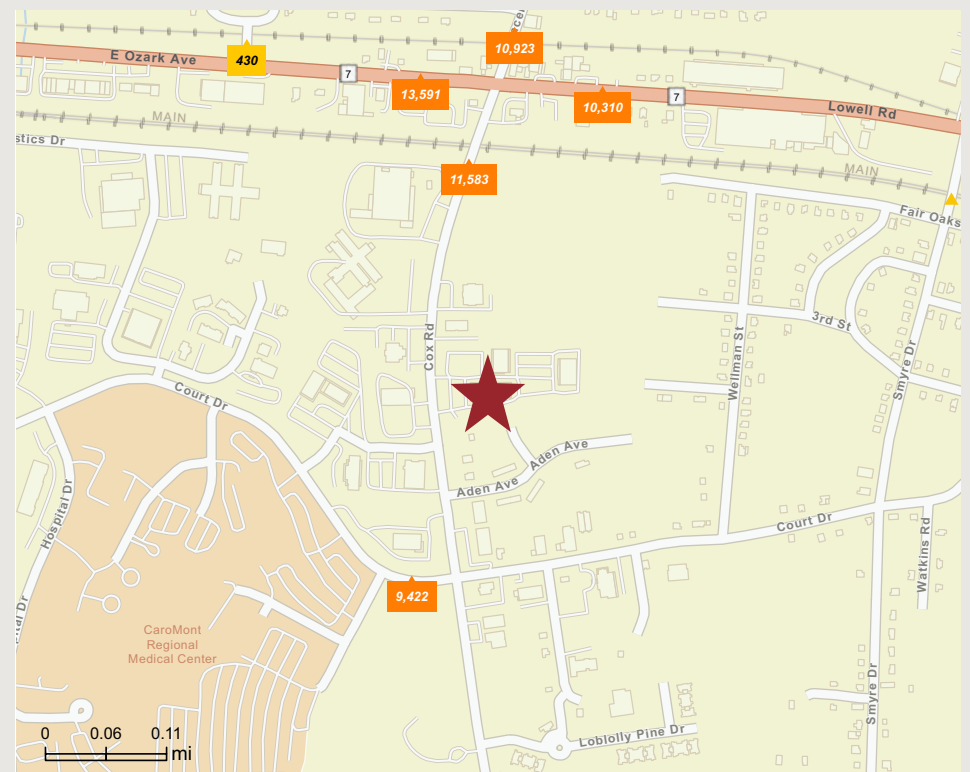 10,923
E Ozark Ave
430
7
13,591
10,310
7
Lowell Rd
MAIN
MAIN
stics Dr
11,583
Fair Oaks
3rd St
Cox Rd
Wellman St
Smyre Dr
Court Dr
Aden Ave
Aden Ave
Hospital Dr
Court Dr
Watkins Rd
9,422
CaroMont
Regional
Medical Center
Smyre Dr
Loblolly Pine Dr
0 0.06 0.11
mi